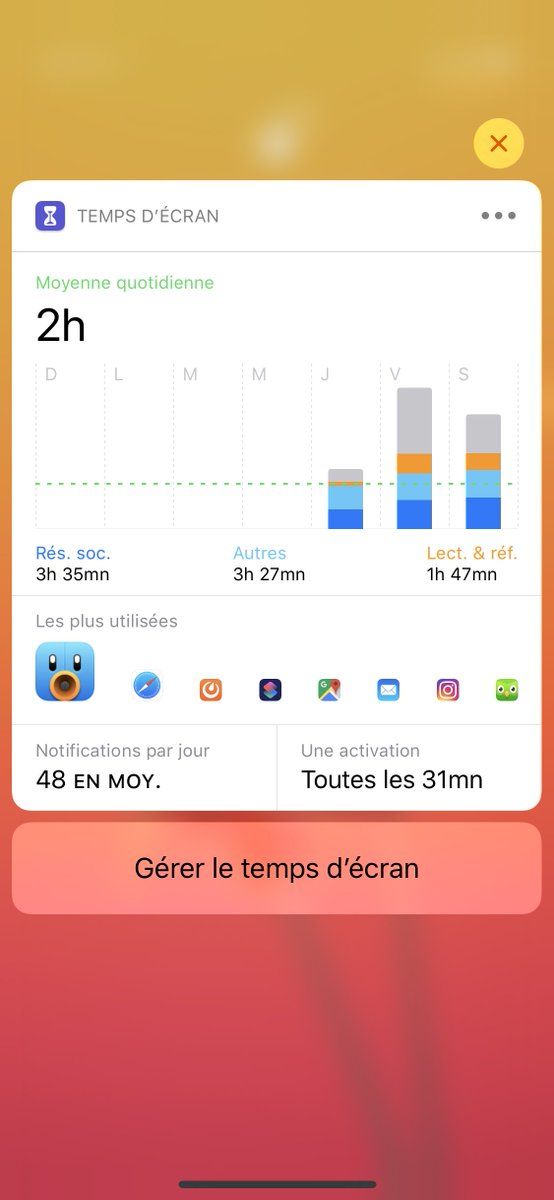 TEMPS D’ÉCRAN
Moyenne quotidienne
2h
D L M M J V S
Rés. soc. Autres Lect. & réf.
3h 35mn 3h 27mn 1h 47mn
Les plus utilisées
Notifications par jour Une activation
48 EN MOY. Toutes les 31mn
Gérer le temps d’écran